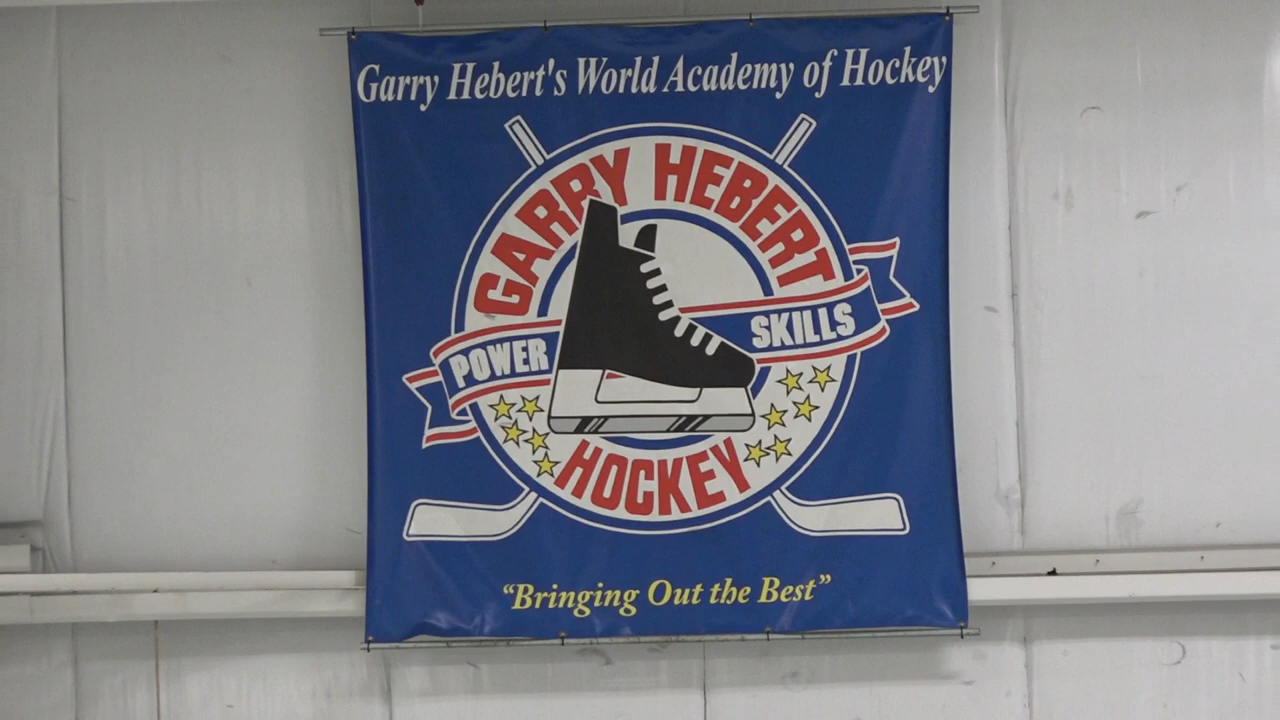 Garry Hebert's World Academy of Hockey
GARRY HEBERT
POWER SKILLS
HOCKEY
“Bringing Out the Best”